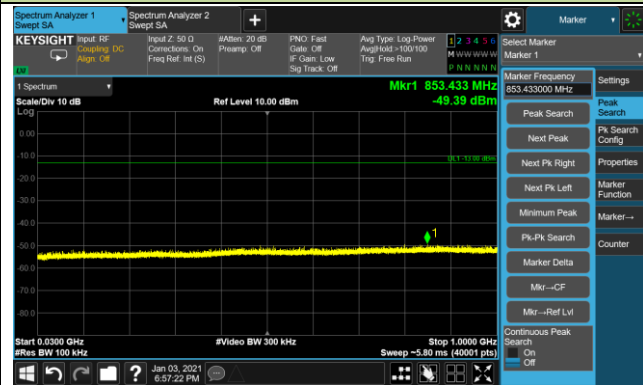 Spectrum Analyzer 1
Swept SA
Spectrum Analyzer 2
Swept SA
Marker
KEYSIGHT
Input: RF
Coupling: DC
Align: Off
Input Z: 50 Ω
Corrections: On
Freq Ref: Int (S)
#Atten: 20 dB
Preamp: Off
PNO: Fast
Gate: Off
IF Gain: Low
Sig Track: Off
Avg Type: Log-Power
Avg|Hold:>100/100
Trig: Free Run
1 2 3 4 5 6
M W W W W W
P N N N N N
Select Marker
Marker 1
1 Spectrum
Mkr1 853.433 MHz
Scale/Div 10 dB
Ref Level 10.00 dBm
-49.39 dBm
Log
0.00
-10.0
DL1 -13.00 dBm
-20.0
-30.0
-40.0
1
-50.0
-60.0
-70.0
-80.0
Start 0.0300 GHz
#Video BW 300 kHz
Stop 1.0000 GHz
#Res BW 100 kHz
Sweep ~5.80 ms (40001 pts)
Marker Frequency
853.433000 MHz
Peak Search
Next Peak
Next Pk Right
Next Pk Left
Minimum Peak
Pk-Pk Search
Marker Delta
Mkr→CF
Mkr→Ref Lvl
Continuous Peak
Search
On
Off
Settings
Peak
Search
Pk Search
Config
Properties
Marker
Function
Marker→
Counter
?
Jan 03, 2021
6:57:22 PM